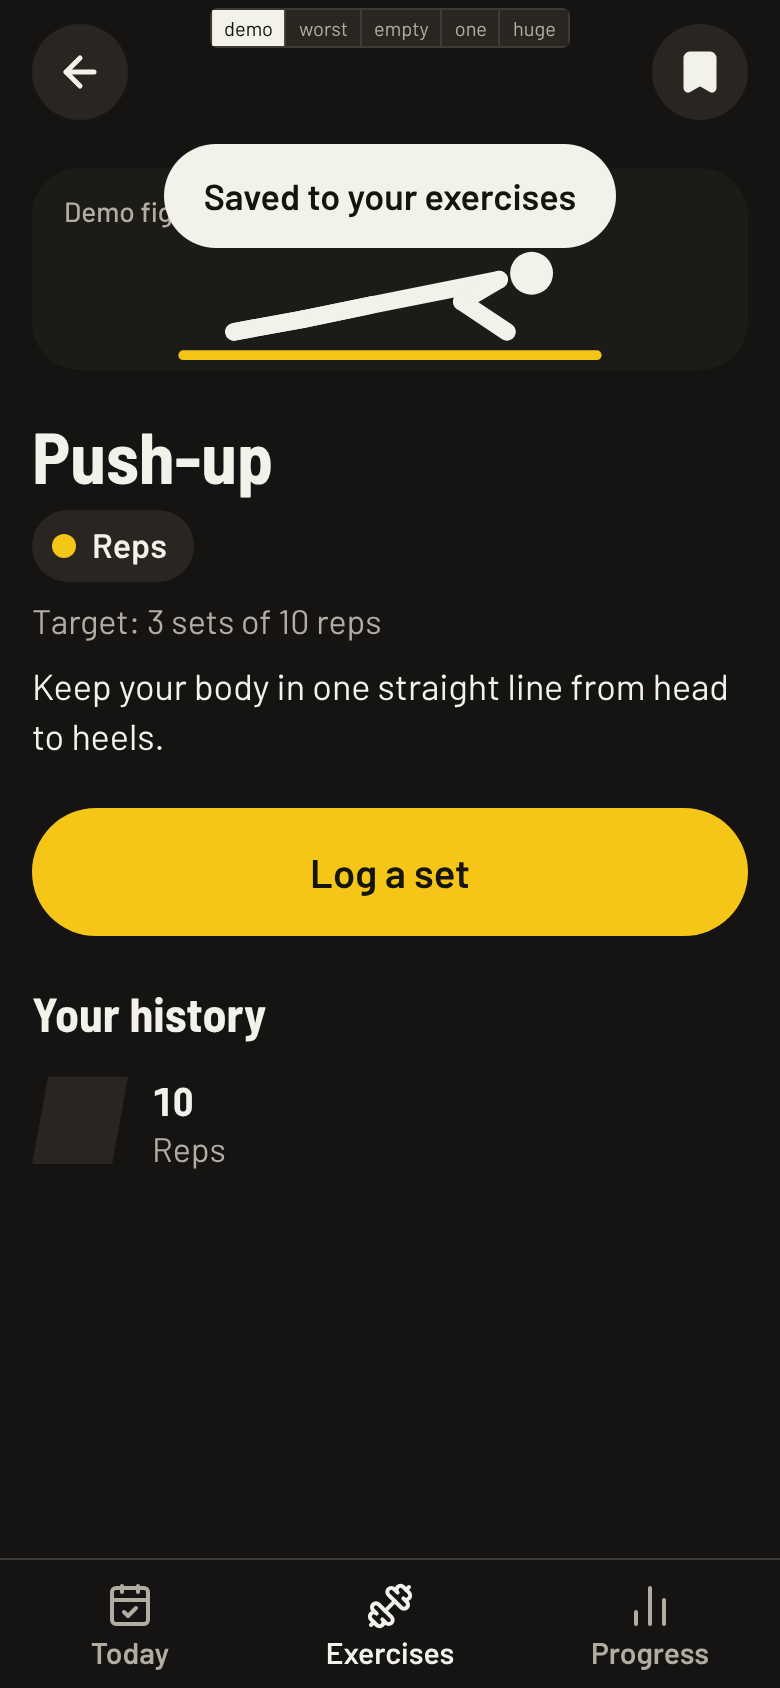 demo worst empty one huge
Saved to your exercises
Demo
Push-up
Reps
Target: 3 sets of 10 reps
Keep your body in one straight line from head
to heels.
Log a set
Your history
10
Reps
Today Exercises Progress